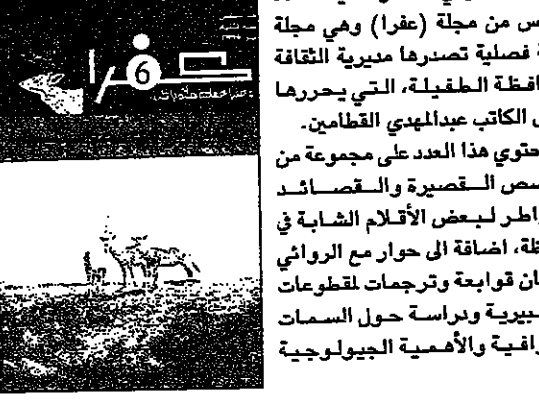 عفرا
6
س من مجلة (عفرا) وهي مجلة
ة فصلية تصدرها مديرية الثقافة
افظة الطفيلة، التي يحررها
ل الكاتب عبدالمهدي القطامين.
حتوي هذا العدد على مجموعة من
صص القصيرة والقصائد
واطر لبعض الأقلام الشابة في
ظة، اضافة الى حوار مع الروائي
ان قوابعة وترجمات لمقطوعات
بيرية ودراسة حول السمات
رافية والأهمية الجيولوجية